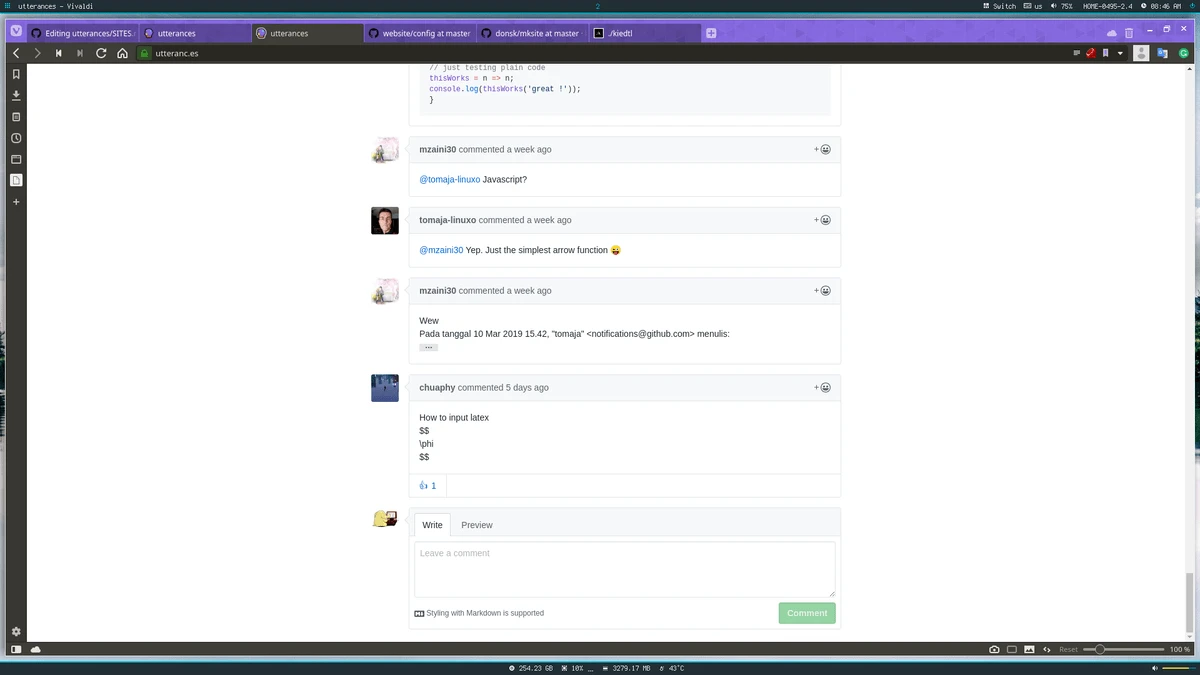 utterances - Vivaldi
2
Switch
us
75%
HOME-0495-2.4
08:46 AM
Editing utterances/SITES.
utterances
utterances
website/config at master
donsk/mksite at master
./kiedtl
utteranc.es
// just testing plain code
thisWorks = n => n;
console.log(thisWorks('great !'));
}
mzaini30 commented a week ago
@tomaja-linuxo Javascript?
tomaja-linuxo commented a week ago
@mzaini30 Yep. Just the simplest arrow function 😜
mzaini30 commented a week ago
Wew
Pada tanggal 10 Mar 2019 15.42, "tomaja" <notifications@github.com> menulis:
...
chuaphy commented 5 days ago
How to input latex
$$
\phi
$$
👍 1
Write
Preview
Leave a comment
Styling with Markdown is supported
Comment
Reset
100 %
254.23 GB
10%
3279.17 MB
43°C